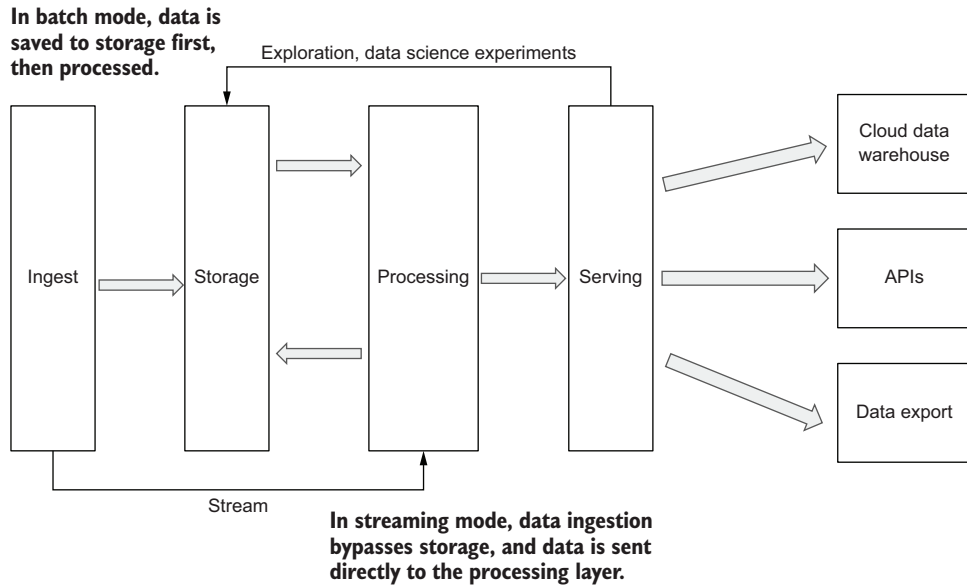 In batch mode, data is
saved to storage first,
then processed.
Exploration, data science experiments
Ingest
Storage
Processing
Serving
Cloud data
warehouse
APIs
Data export
Stream
In streaming mode, data ingestion
bypasses storage, and data is sent
directly to the processing layer.